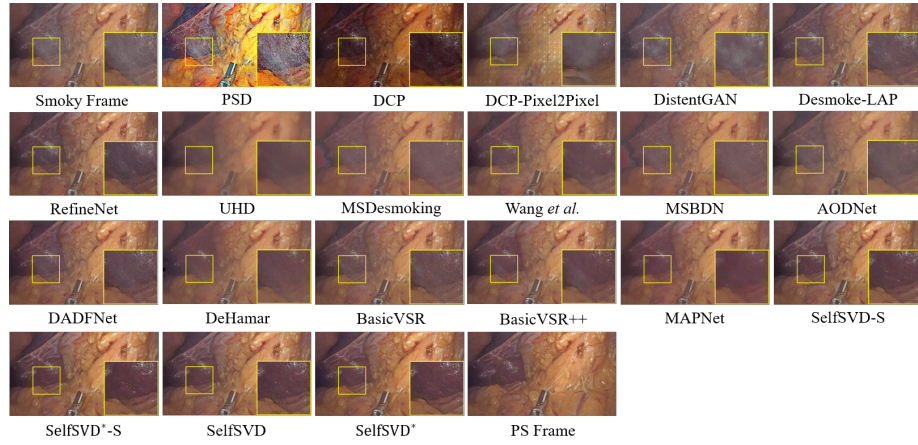 Smoky Frame PSD DCP DCP-Pixel2Pixel DistentGAN Desmoke-LAP
RefineNet UHD MSDesmoking Wang et al. MSBDN AODNet
DADFNet DeHamar BasicVSR BasicVSR++ MAPNet SelfSVD-S
SelfSVD*-S SelfSVD SelfSVD* PS Frame